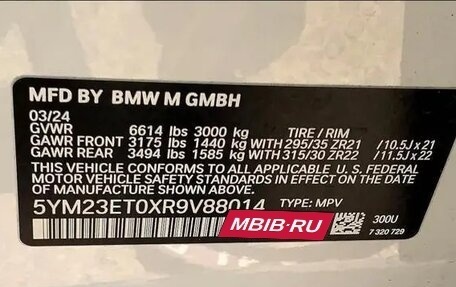 MFD BY BMW M GMBH
03/24
GVWR 6614 lbs 3000 kg TIRE / RIM
GAWR FRONT 3175 lbs 1440 kg WITH 295/35 ZR21 / 10.5J x 21
GAWR REAR 3494 lbs 1585 kg WITH 315/30 ZR22 / 11.5J x 22
THIS VEHICLE CONFORMS TO ALL APPLICABLE U. S. FEDERAL
MOTOR VEHICLE SAFETY STANDARDS IN EFFECT ON THE DATE
OF MANUFACTURE SHOWN ABOVE.
5YM23ET0XR9V88014 TYPE: MPV
MBIB·RU
300U
7 320 729